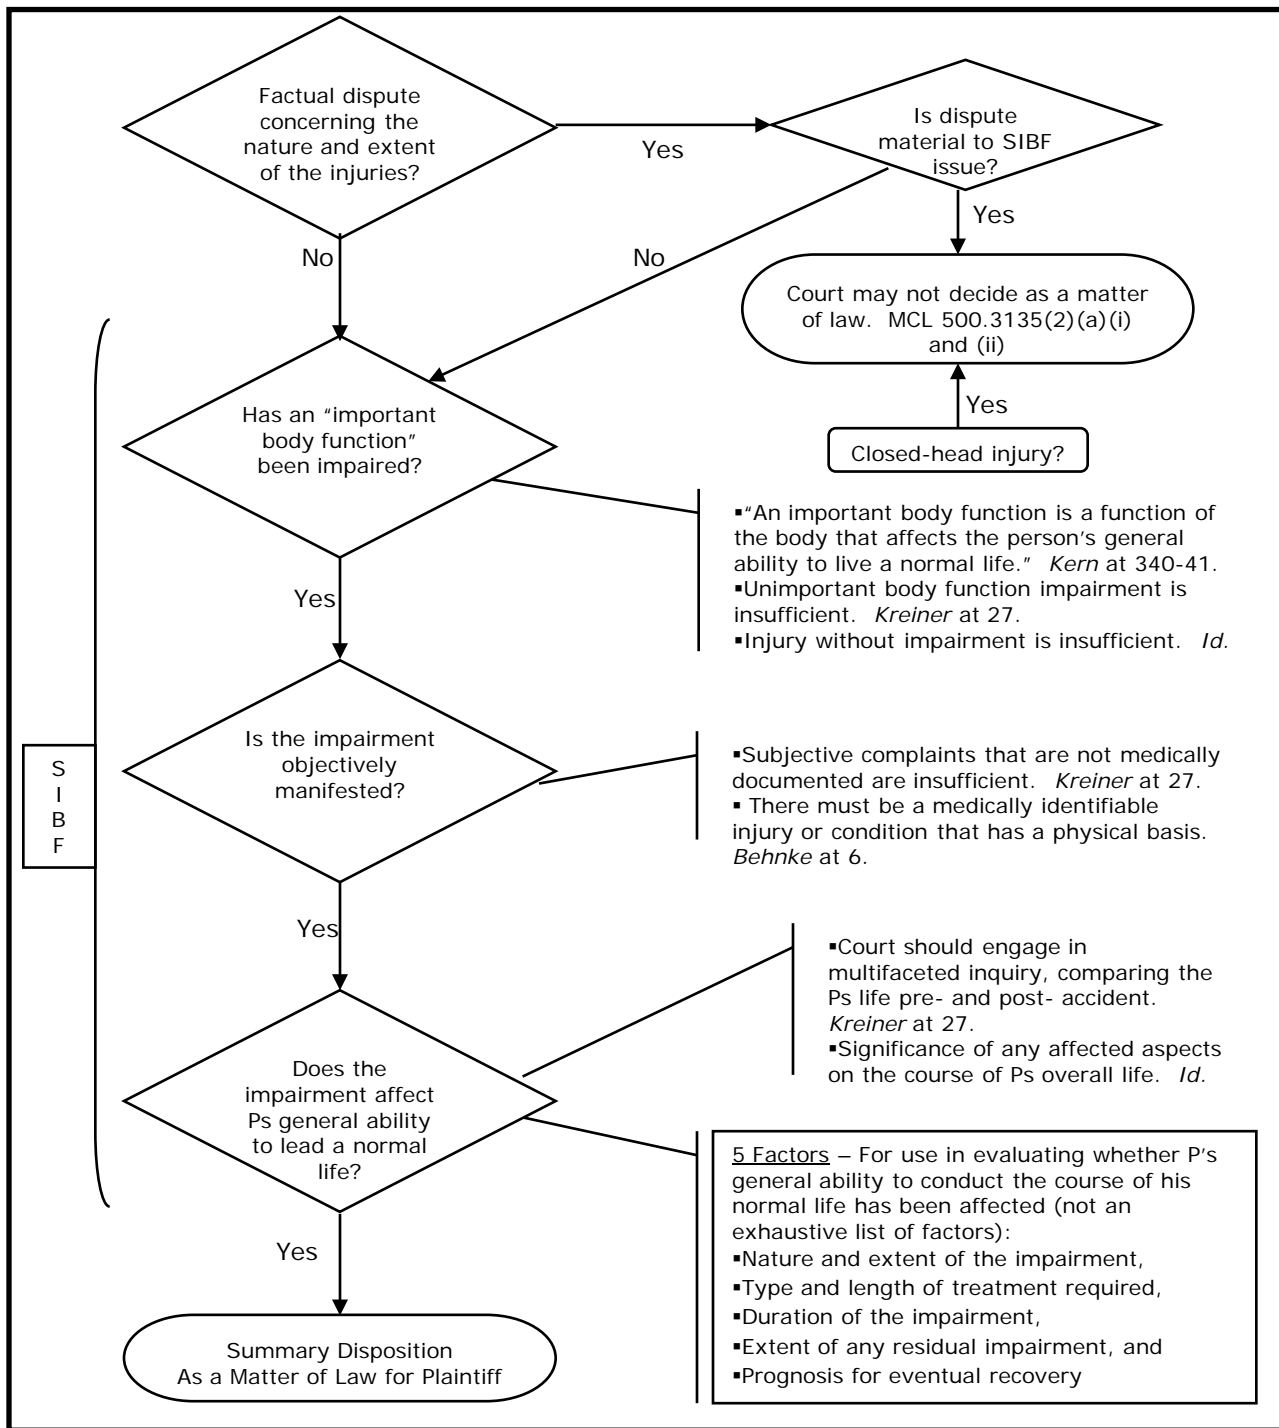 Factual dispute
concerning the
nature and extent
of the injuries?
Yes
Is dispute
material to SIBF
issue?
Yes
No
No
Court may not decide as a matter
of law.  MCL 500.3135(2)(a)(i)
and (ii)
Yes
Closed-head injury?
Has an “important
body function”
been impaired?
▪“An important body function is a function of
the body that affects the person’s general
ability to live a normal life.”  Kern at 340-41.
▪Unimportant body function impairment is
insufficient.  Kreiner at 27.
▪Injury without impairment is insufficient.  Id.
Yes
S
I
B
F
Is the impairment
objectively
manifested?
▪Subjective complaints that are not medically
documented are insufficient.  Kreiner at 27.
▪ There must be a medically identifiable
injury or condition that has a physical basis.
Behnke at 6.
Yes
▪Court should engage in
multifaceted inquiry, comparing the
Ps life pre- and post- accident.
Kreiner at 27.
▪Significance of any affected aspects
on the course of Ps overall life.  Id.
Does the
impairment affect
Ps general ability
to lead a normal
life?
5 Factors – For use in evaluating whether P’s
general ability to conduct the course of his
normal life has been affected (not an
exhaustive list of factors):
▪Nature and extent of the impairment,
▪Type and length of treatment required,
▪Duration of the impairment,
▪Extent of any residual impairment, and
▪Prognosis for eventual recovery
Yes
Summary Disposition
As a Matter of Law for Plaintiff